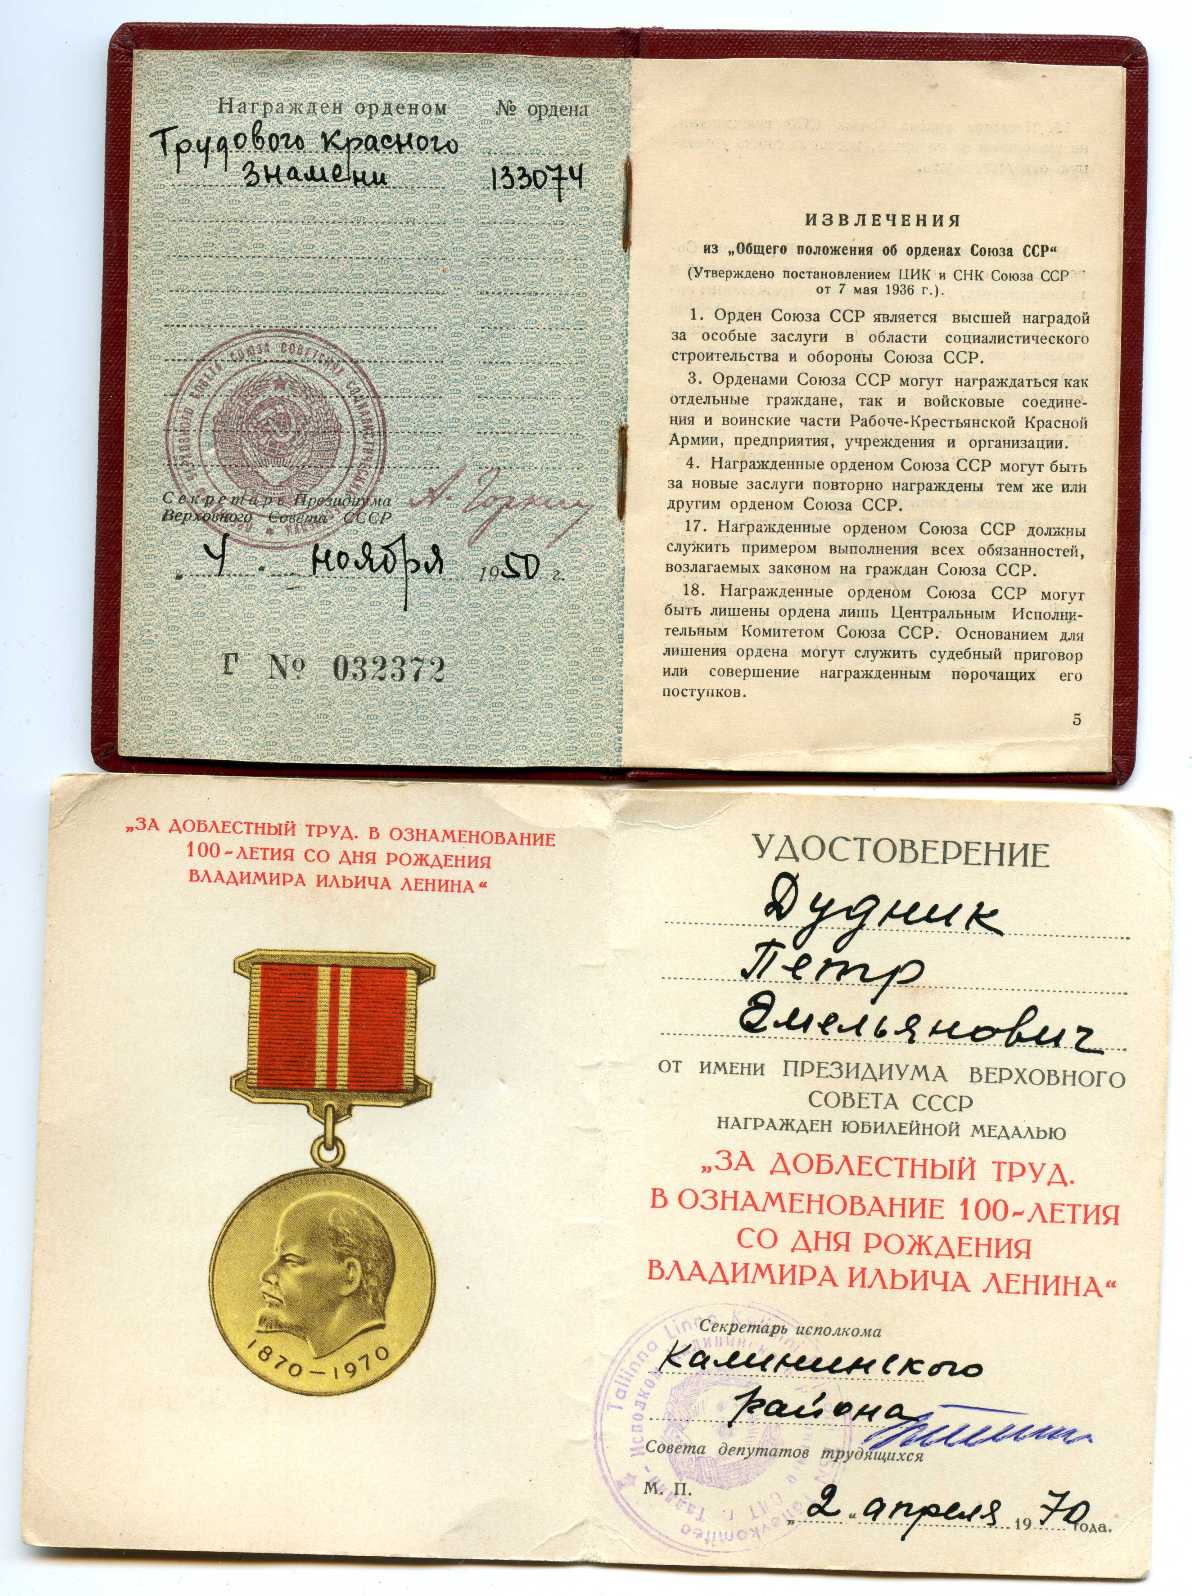 Награжден орденом № ордена
Трудового Красного
Знамени 133074
Секретарь Президиума
Верховного Совета СССР
А. Горкин
„ 4 “ ноября 1950 г.
Г № 032372
ИЗВЛЕЧЕНИЯ
из „Общего положения об орденах Союза ССР“
(Утверждено постановлением ЦИК и СНК Союза ССР
от 7 мая 1936 г.).
1. Орден Союза ССР является высшей наградой
за особые заслуги в области социалистического
строительства и обороны Союза ССР.
3. Орденами Союза ССР могут награждаться как
отдельные граждане, так и войсковые соедине-
ния и воинские части Рабоче-Крестьянской Красной
Армии, предприятия, учреждения и организации.
4. Награжденные орденом Союза ССР могут быть
за новые заслуги повторно награждены тем же или
другим орденом Союза ССР.
17. Награжденные орденом Союза ССР должны
служить примером выполнения всех обязанностей,
возлагаемых законом на граждан Союза ССР.
18. Награжденные орденом Союза ССР могут
быть лишены ордена лишь Центральным Исполни-
тельным Комитетом Союза ССР. Основанием для
лишения ордена могут служить судебный приговор
или совершение награжденным порочащих его
поступков.
5
„ЗА ДОБЛЕСТНЫЙ ТРУД. В ОЗНАМЕНОВАНИЕ
100-ЛЕТИЯ СО ДНЯ РОЖДЕНИЯ
ВЛАДИМИРА ИЛЬИЧА ЛЕНИНА“
1870–1970
УДОСТОВЕРЕНИЕ
Дудник
Петр
Эмельянович
ОТ ИМЕНИ ПРЕЗИДИУМА ВЕРХОВНОГО
СОВЕТА СССР
НАГРАЖДЕН ЮБИЛЕЙНОЙ МЕДАЛЬЮ
„ЗА ДОБЛЕСТНЫЙ ТРУД.
В ОЗНАМЕНОВАНИЕ 100-ЛЕТИЯ
СО ДНЯ РОЖДЕНИЯ
ВЛАДИМИРА ИЛЬИЧА ЛЕНИНА“
Секретарь исполкома
Калининского
района
Совета депутатов трудящихся
М. П.
„ 2 “ апреля 1970 года.